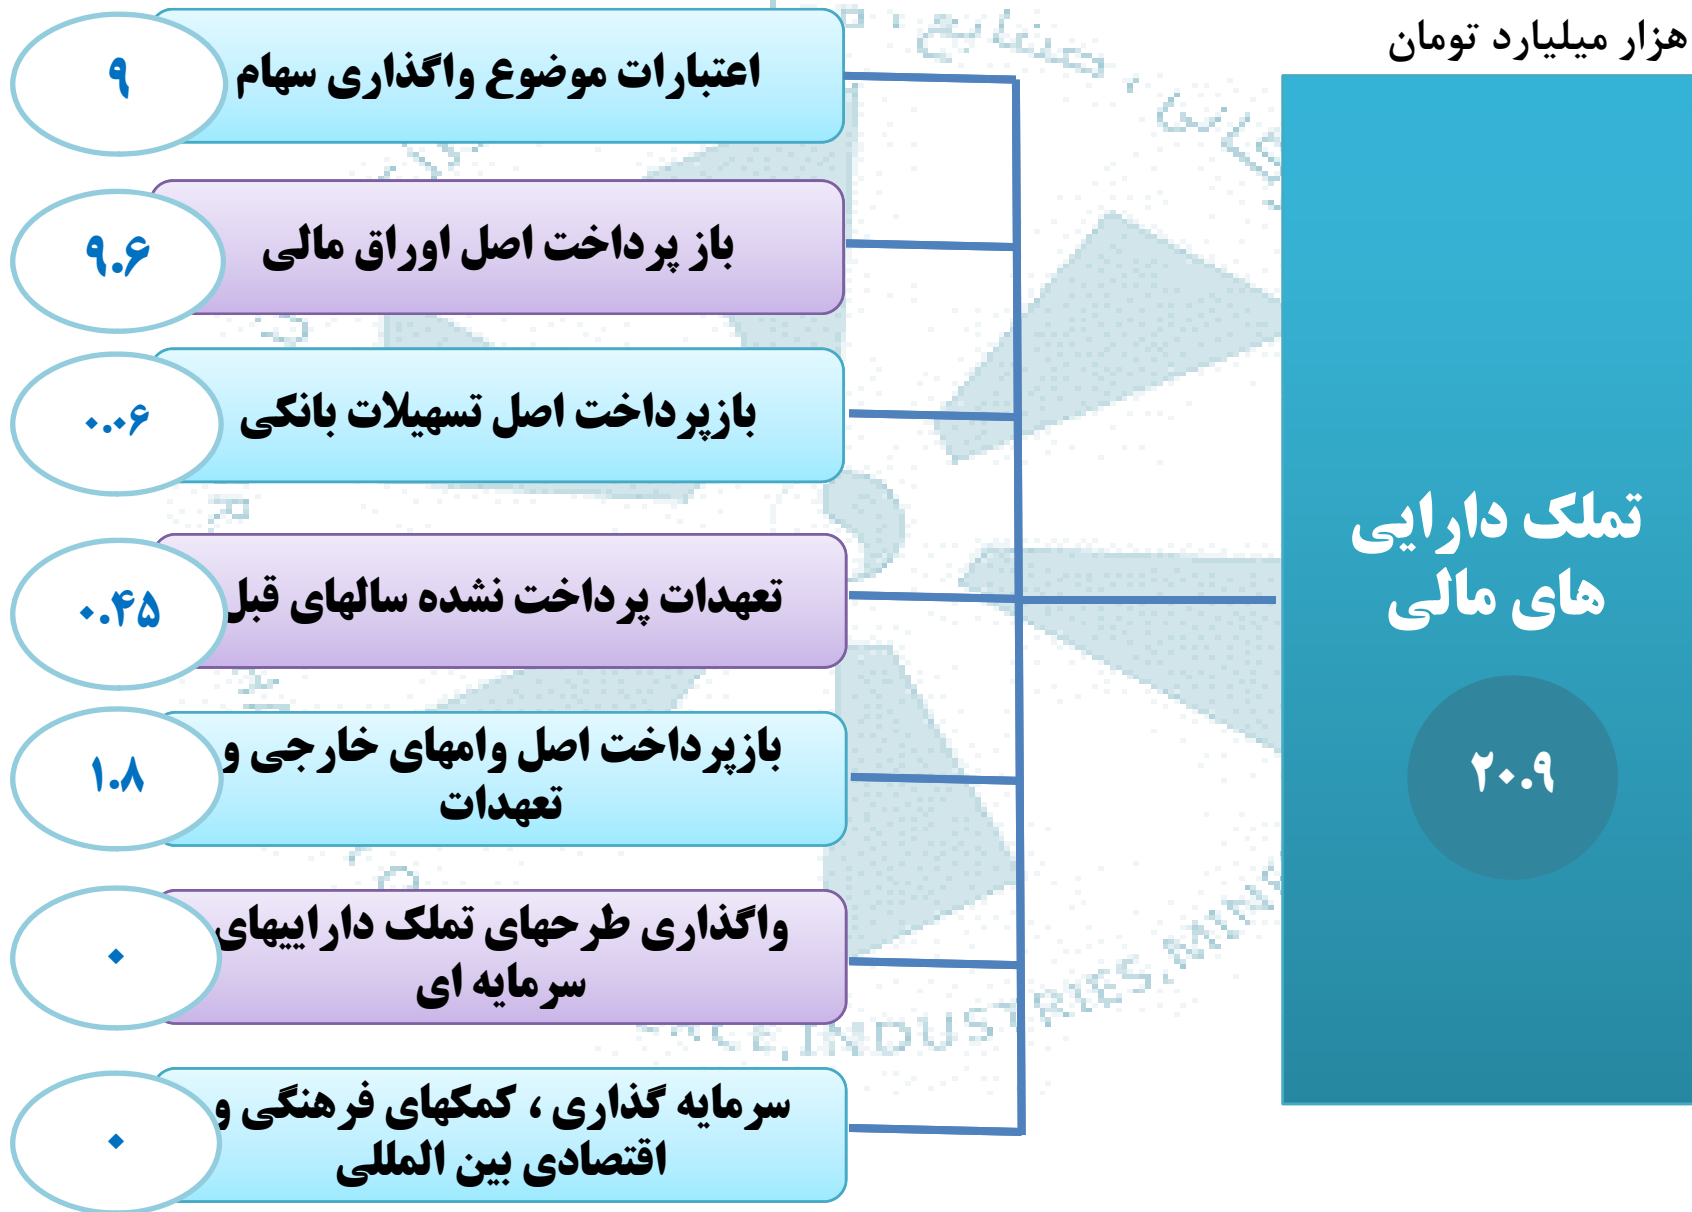 هزار میلیارد تومان
تملک دارایی
های مالی
۲۰.۹
اعتبارات موضوع واگذاری سهام
۹
باز پرداخت اصل اوراق مالی
۹.۶
بازپرداخت اصل تسهیلات بانکی
۰.۰۶
تعهدات پرداخت نشده سالهای قبل
۰.۴۵
بازپرداخت اصل وامهای خارجی و
تعهدات
۱.۸
واگذاری طرحهای تملک داراییهای
سرمایه ای
۰
سرمایه گذاری ، کمکهای فرهنگی و
اقتصادی بین المللی
۰
INDUSTRIES,MIN